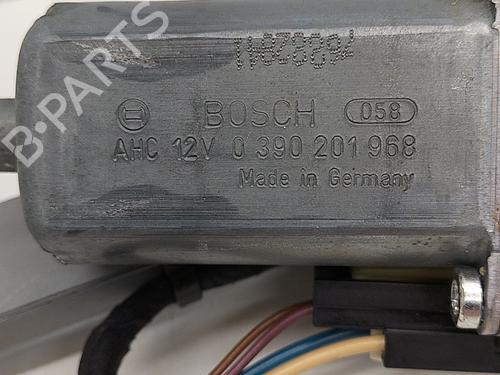 BOSCH 058
AHC 12V 0 390 201 968
Made in Germany
B·PARTS